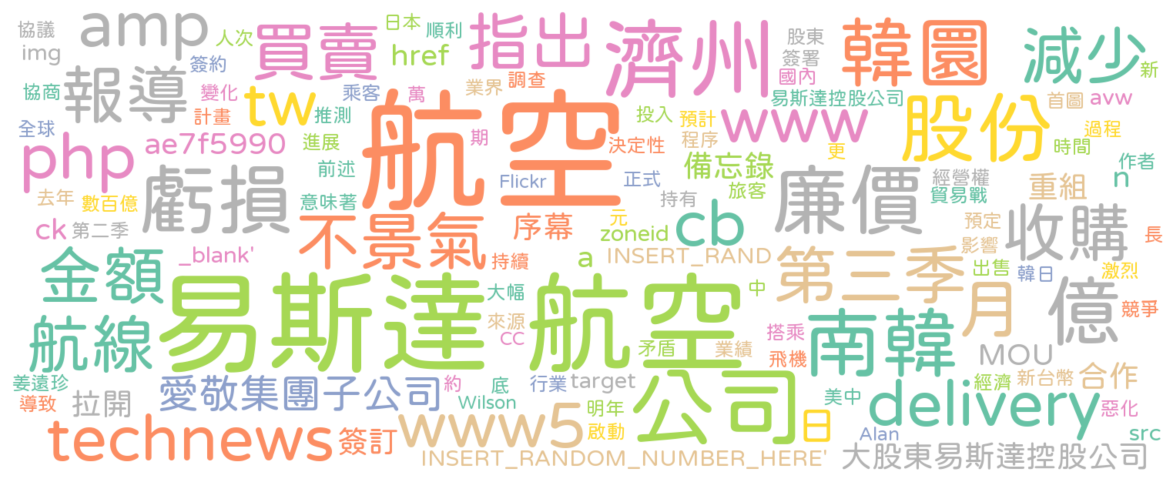 協議
amp
人次
買賣
日本
順利
href
指出
濟州
股東
簽署
國內
韓圜
減少
新
img
報導
簽約
協商
變化
計畫
tw
乘客
推測
萬
業界
調查
易斯達控股公司
首圖
avw
全球
php
ae7f5990
進展
航空
期
投入
決定性
預計
程序
www
更
股份
過程
時間
作者
n
前述
Flickr
正式
備忘錄
旅客
持有
廉價
經營權
貿易戰
重組
去年
數百億
虧損
意味著
不景氣
序幕
元
zoneid
cb
預定
影響
收購
長
ck
第二季
_blank'
持續
a
INSERT_RAND
第三季
出售
韓日
激烈
月
億
競爭
金額
易斯達航空
大幅
來源
CC
中
矛盾
業績
搭乘
飛機
南韓
MOU
航線
姜遠珍
導致
拉開
愛敬集團子公司
約
底
Wilson
行業
target
公司
明年
啟動
日
美中
經濟
新台幣
合作
delivery
惡化
src
technews
簽訂
www5
Alan
INSERT_RANDOM_NUMBER_HERE'
大股東易斯達控股公司